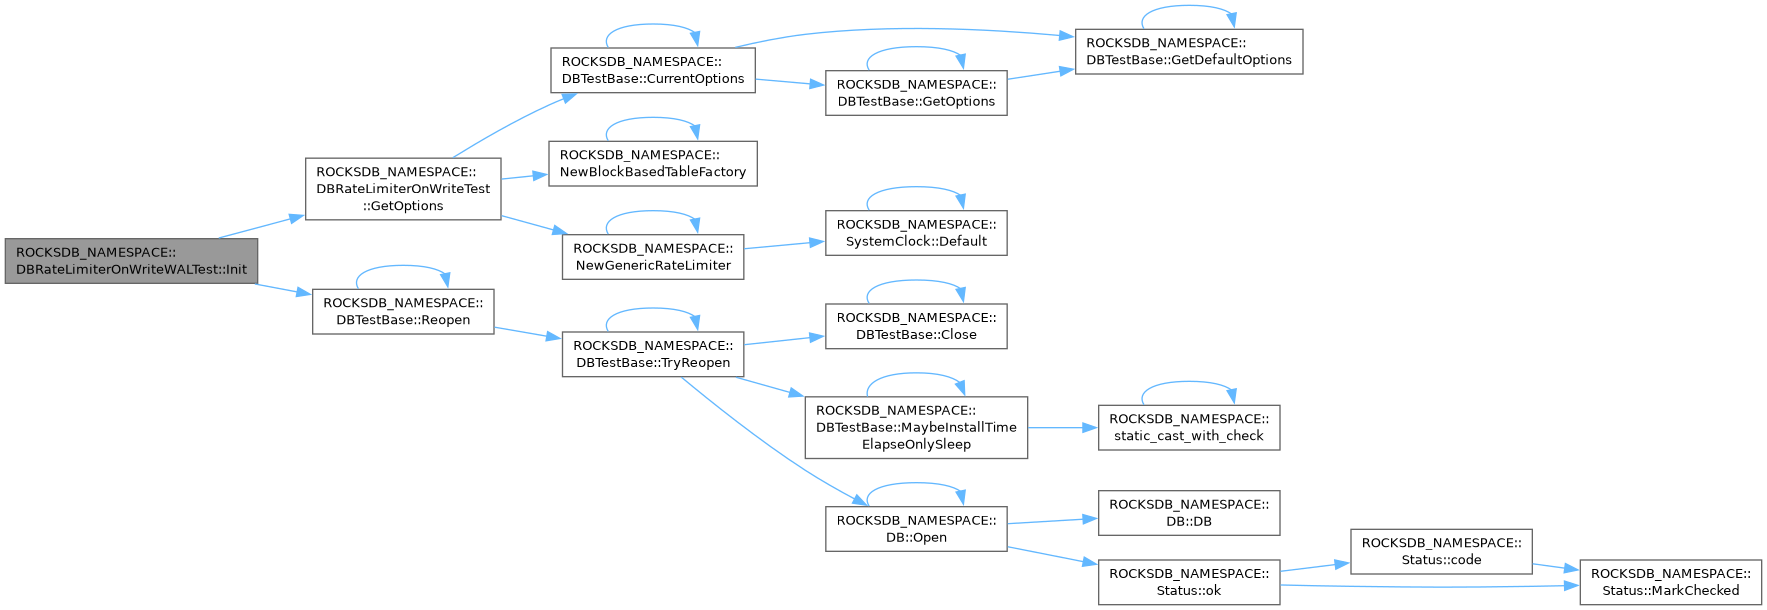 ROCKSDB_NAMESPACE::
DBRateLimiterOnWriteWALTest::Init
ROCKSDB_NAMESPACE::
DBRateLimiterOnWriteTest
::GetOptions
ROCKSDB_NAMESPACE::
DBTestBase::CurrentOptions
ROCKSDB_NAMESPACE::
DBTestBase::GetDefaultOptions
ROCKSDB_NAMESPACE::
DBTestBase::GetOptions
ROCKSDB_NAMESPACE::
NewBlockBasedTableFactory
ROCKSDB_NAMESPACE::
NewGenericRateLimiter
ROCKSDB_NAMESPACE::
SystemClock::Default
ROCKSDB_NAMESPACE::
DBTestBase::Reopen
ROCKSDB_NAMESPACE::
DBTestBase::TryReopen
ROCKSDB_NAMESPACE::
DBTestBase::Close
ROCKSDB_NAMESPACE::
DBTestBase::MaybeInstallTime
ElapseOnlySleep
ROCKSDB_NAMESPACE::
static_cast_with_check
ROCKSDB_NAMESPACE::
DB::Open
ROCKSDB_NAMESPACE::
DB::DB
ROCKSDB_NAMESPACE::
Status::ok
ROCKSDB_NAMESPACE::
Status::code
ROCKSDB_NAMESPACE::
Status::MarkChecked